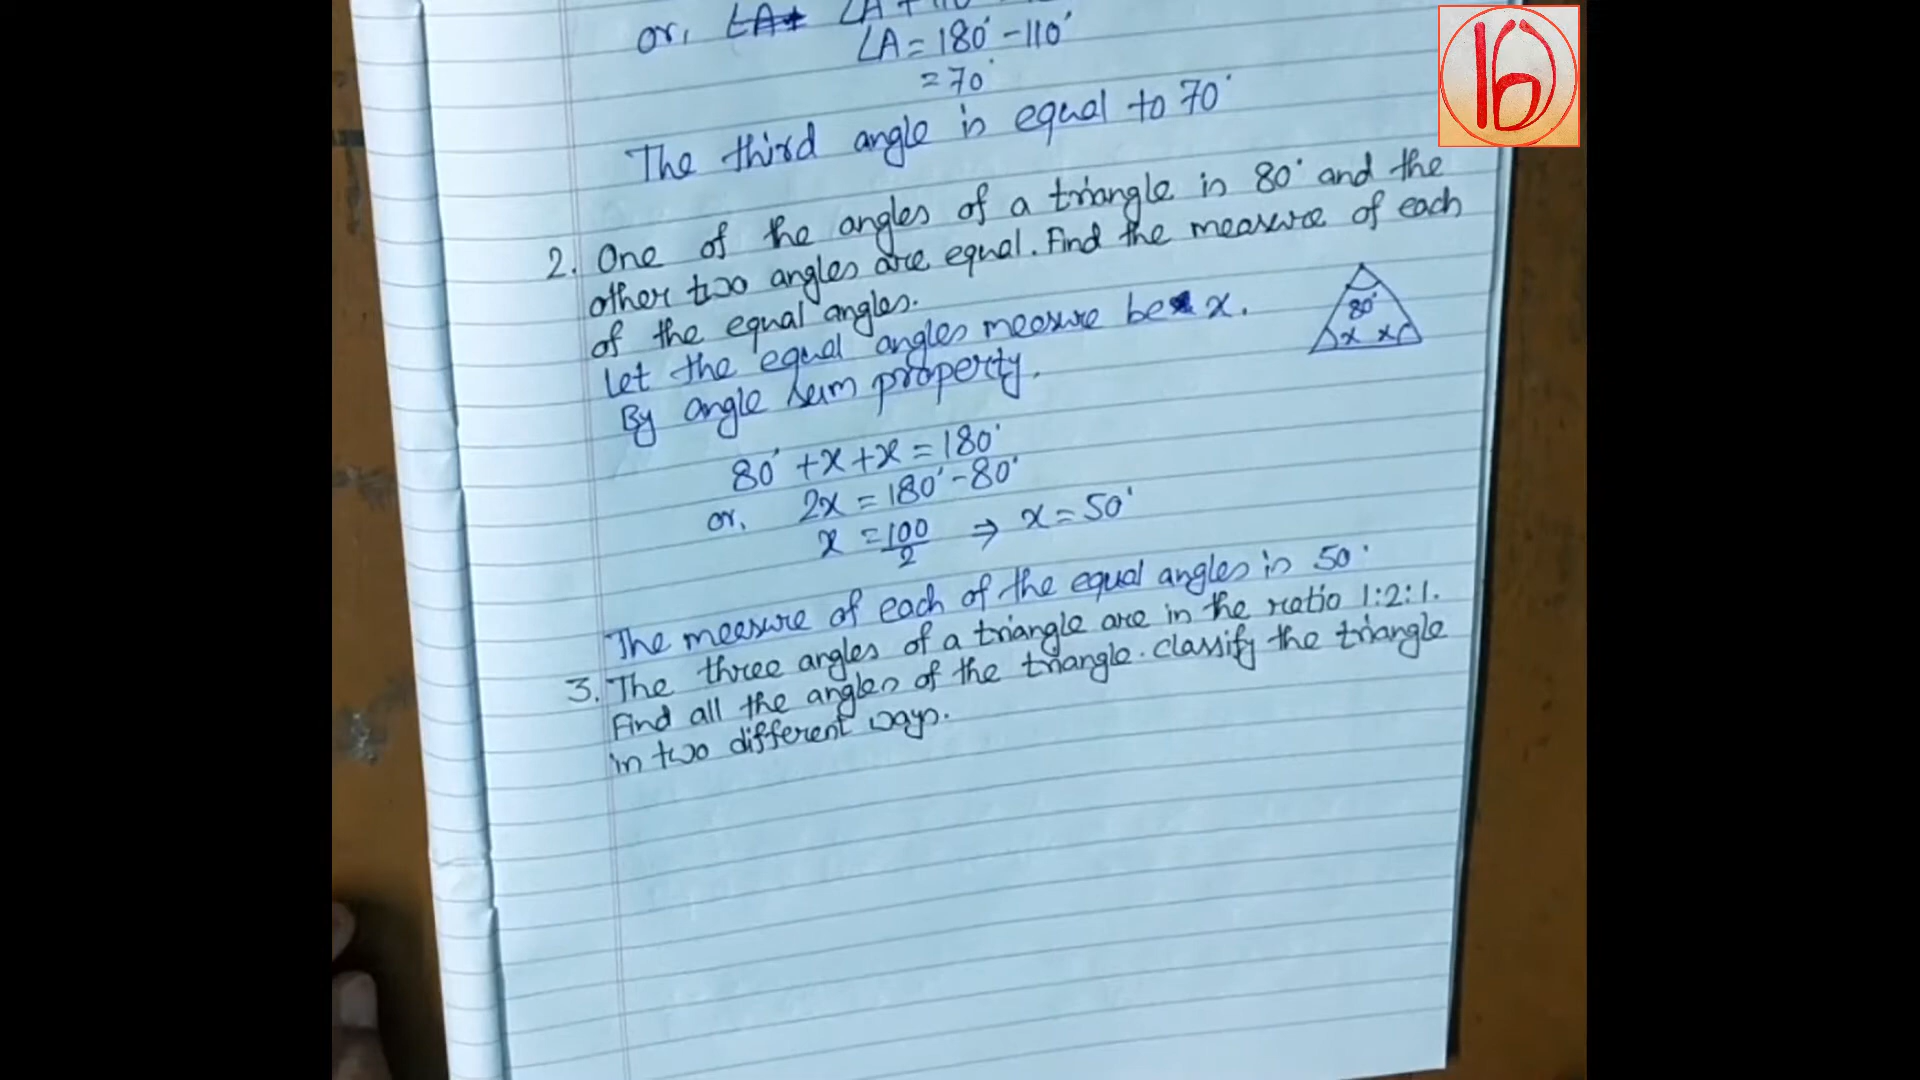 or,
∠A = 180° - 110°
= 70°
The third angle is equal to 70°
2. One of the angles of a triangle is 80° and the
other two angles are equal. Find the measure of each
of the equal angles.
Let the equal angles measure be x.
By angle sum property,
80°
x x
80° + x + x = 180°
or, 2x = 180° - 80°
x = 100/2 ⇒ x = 50°
The measure of each of the equal angles is 50°
3. The three angles of a triangle are in the ratio 1:2:1.
Find all the angles of the triangle. classify the triangle
in two different ways.